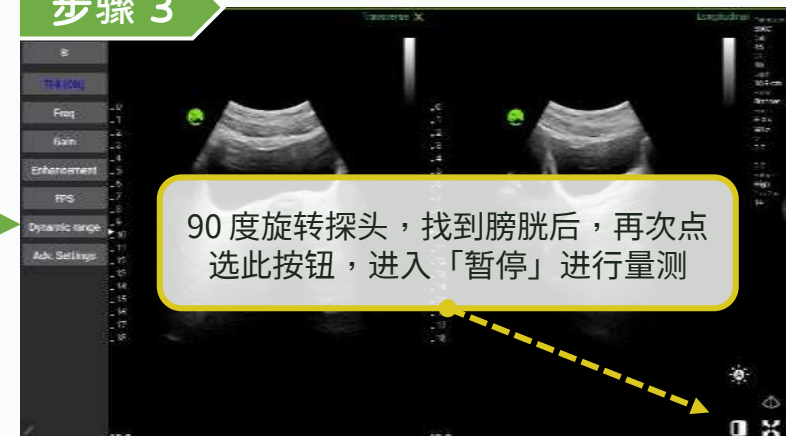 步骤 3
Transverse
Longitudinal
B
THI (ON)
Freq
Gain
Enhancement
FPS
Dynamic range
Adv. Settings
90 度旋转探头，找到膀胱后，再次点
选此按钮，进入「暂停」进行量测